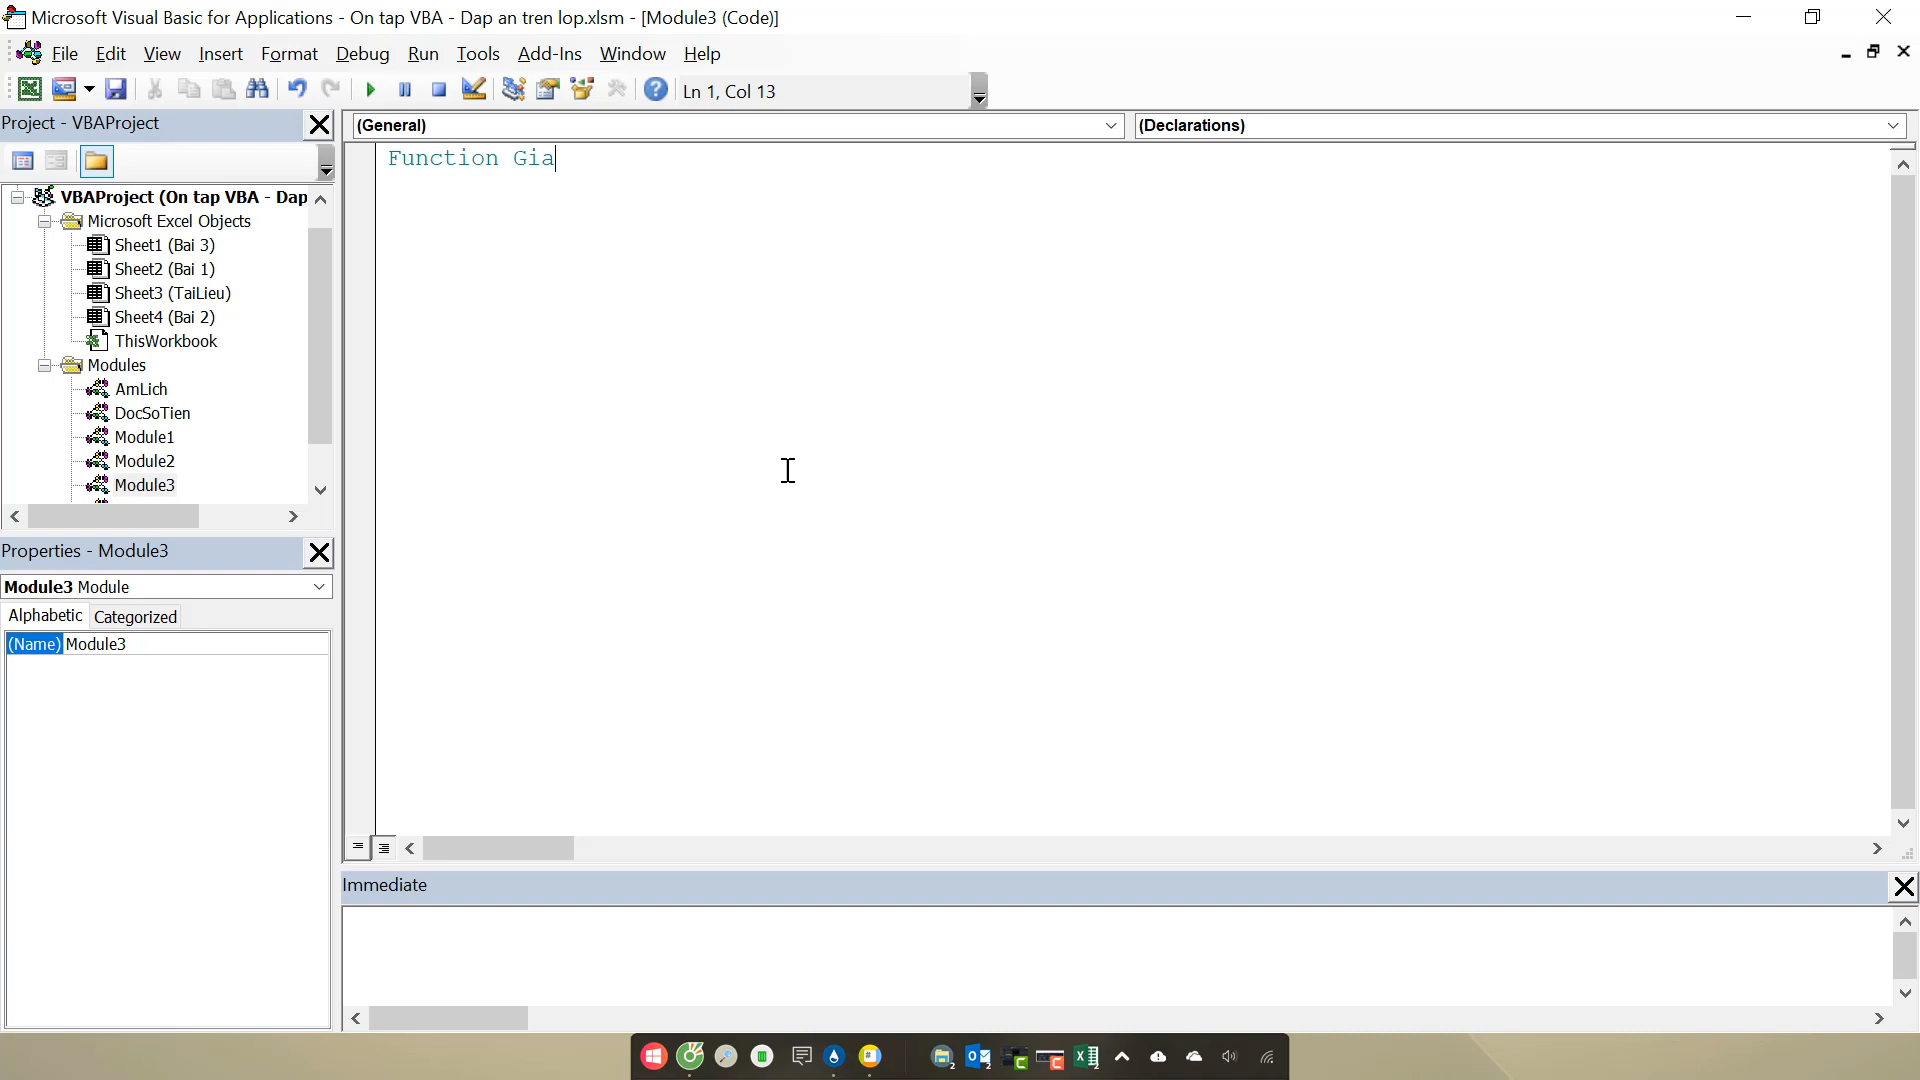 Microsoft Visual Basic for Applications - On tap VBA - Dap an tren lop.xlsm - [Module3 (Code)]
File Edit View Insert Format Debug Run Tools Add-Ins Window Help
Ln 1, Col 13
Project - VBAProject
(General)
(Declarations)
Function Gia
VBAProject (On tap VBA - Dap
Microsoft Excel Objects
Sheet1 (Bai 3)
Sheet2 (Bai 1)
Sheet3 (TaiLieu)
Sheet4 (Bai 2)
ThisWorkbook
Modules
AmLich
DocSoTien
Module1
Module2
Module3
Properties - Module3
Module3 Module
Alphabetic Categorized
(Name) Module3
Immediate